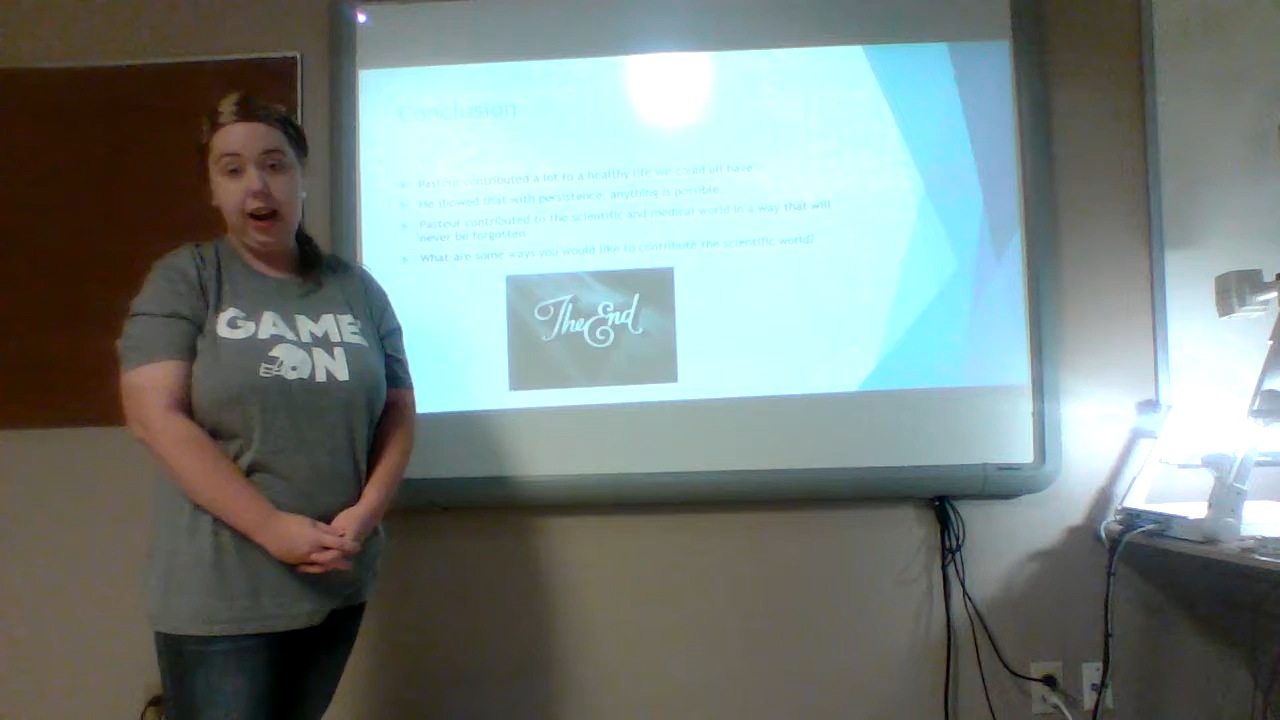 Conclusion
Pasteur contributed a lot to a healthy life we could all have.
He showed that with persistence, anything is possible.
Pasteur contributed to the scientific and medical world in a way that will
never be forgotten.
What are some ways you would like to contribute the scientific world?
The End
GAME
ON